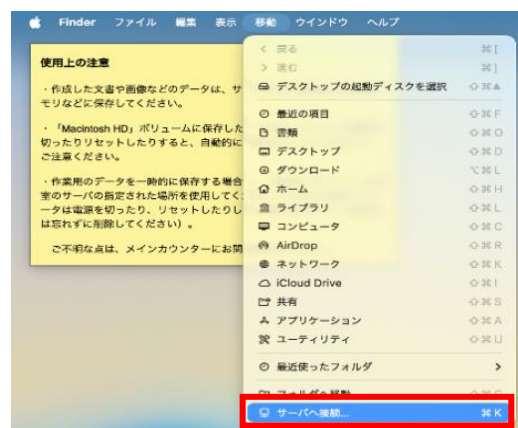 Finder ファイル 編集 表示 移動 ウインドウ ヘルプ
使用上の注意
・作成した文書や画像などのデータは、サ
モリなどに保存してください。
・「Macintosh HD」ボリュームに保存した
切ったりリセットしたりすると、自動的に
ご注意ください。
・作業用のデータを一時的に保存する場合
室のサーバの指定された場所を使用してく
ータは電源を切ったり、リセットしたりし
は忘れずに削除してください）。
ご不明な点は、メインカウンターにお問
< 戻る ⌘[
> 進む ⌘]
デスクトップの起動ディスクを選択 ⇧⌘▲
最近の項目 ⇧⌘F
書類 ⇧⌘O
デスクトップ ⇧⌘D
ダウンロード ⌥⌘L
ホーム ⇧⌘H
ライブラリ ⇧⌘L
コンピュータ ⇧⌘C
AirDrop ⇧⌘R
ネットワーク ⇧⌘K
iCloud Drive ⇧⌘I
共有 ⇧⌘S
アプリケーション ⇧⌘A
ユーティリティ ⇧⌘U
最近使ったフォルダ >
フォルダへ移動... ⇧⌘G
サーバへ接続... ⌘K